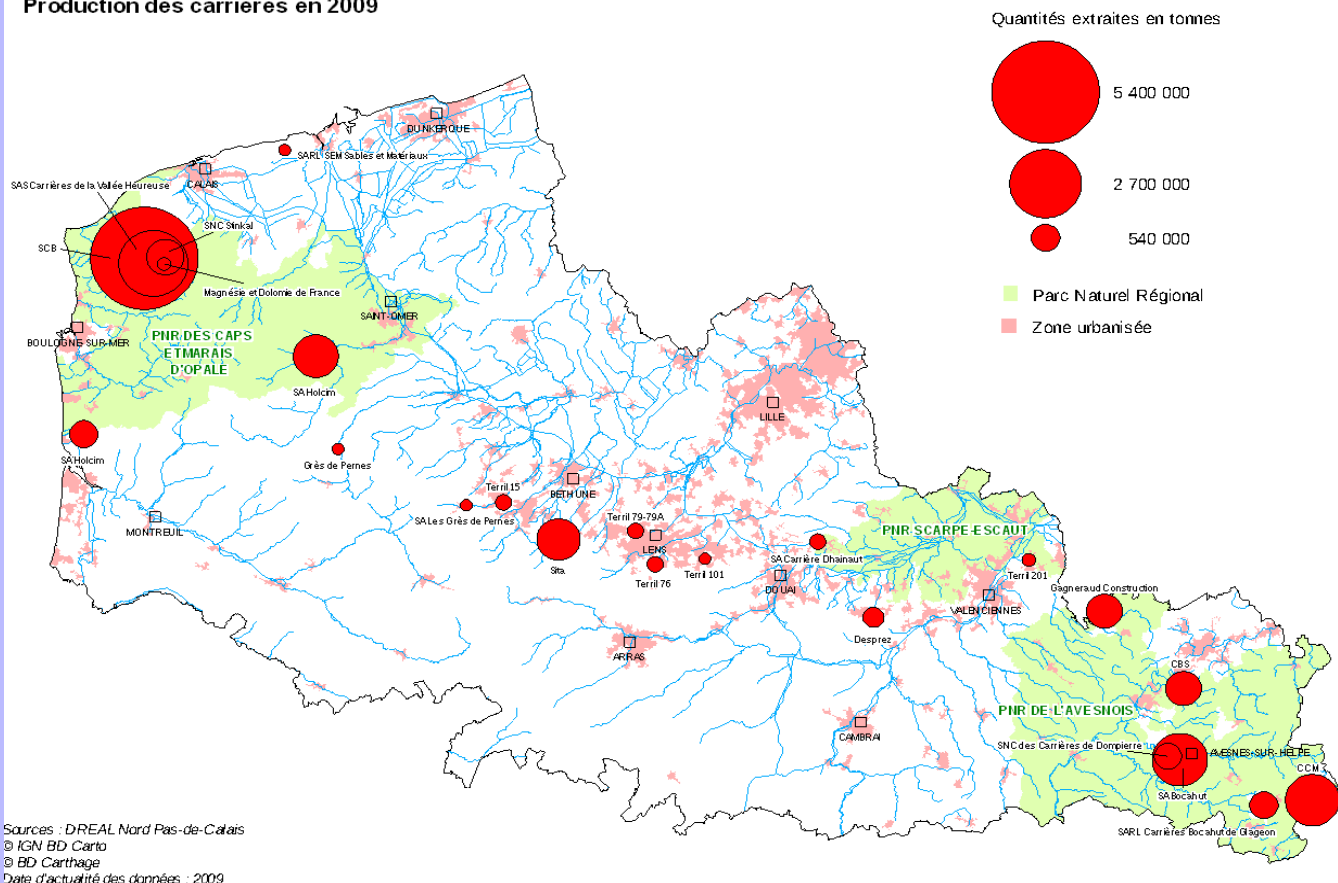 Production des carrières en 2009
Quantités extraites en tonnes
5 400 000
2 700 000
540 000
Parc Naturel Régional
Zone urbanisée
DUNKERQUE
SARL SEM Sables et Matériaux
CALAIS
SAS Carrières de la Vallée Heureuse
SNC Stinkal
SCB
Magnésie et Dolomie de France
SAINT-OMER
BOULOGNE-SUR-MER
PNR DES CAPS
ET MARAIS
D'OPALE
SA Holcim
LILLE
SA Holcim
Grès de Pernes
Terril 15
BETHUNE
SA Les Grès de Pernes
MONTREUIL
Terril 79-79A
LENS
PNR SCARPE-ESCAUT
Sita
Terril 76
Terril 101
SA Carrière Dhainaut
DOUAI
Terril 201
Gagneraud Construction
VALENCIENNES
Desprez
ARRAS
CBS
PNR DE L'AVESNOIS
CAMBRAI
SNC des Carrières de Dompierre
AVESNES-SUR-HELPE
CCM
SA Bocahut
SARL Carrières Bocahut de Glageon
Sources : DREAL Nord Pas-de-Calais
© IGN BD Carto
© BD Carthage
Date d'actualité des données : 2009